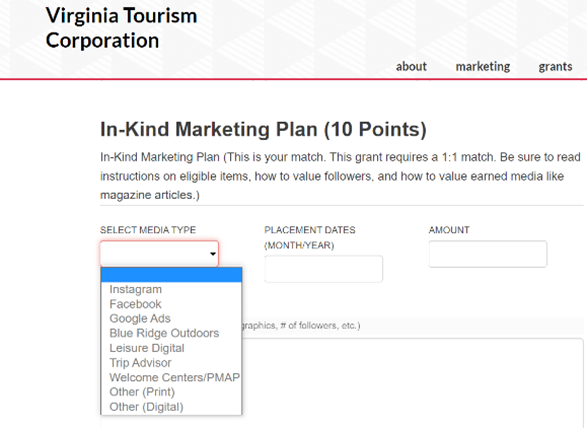 Virginia Tourism
Corporation
about marketing grants
In-Kind Marketing Plan (10 Points)
In-Kind Marketing Plan (This is your match. This grant requires a 1:1 match. Be sure to read
instructions on eligible items, how to value followers, and how to value earned media like
magazine articles.)
SELECT MEDIA TYPE PLACEMENT DATES AMOUNT
(MONTH/YEAR)
Instagram
Facebook
Google Ads
Blue Ridge Outdoors
Leisure Digital
Trip Advisor
Welcome Centers/PMAP
Other (Print)
Other (Digital)
# of followers, etc.)